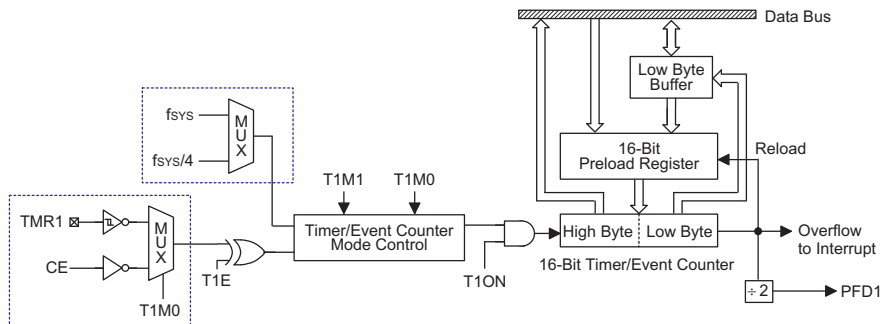 Data Bus
Low Byte
Buffer
fSYS
MUX
fSYS/4
16-Bit
Preload Register
Reload
T1M1
T1M0
TMR1
MUX
Timer/Event Counter
Mode Control
High Byte
Low Byte
Overflow
to Interrupt
CE
T1E
T1ON
16-Bit Timer/Event Counter
T1M0
÷2
PFD1